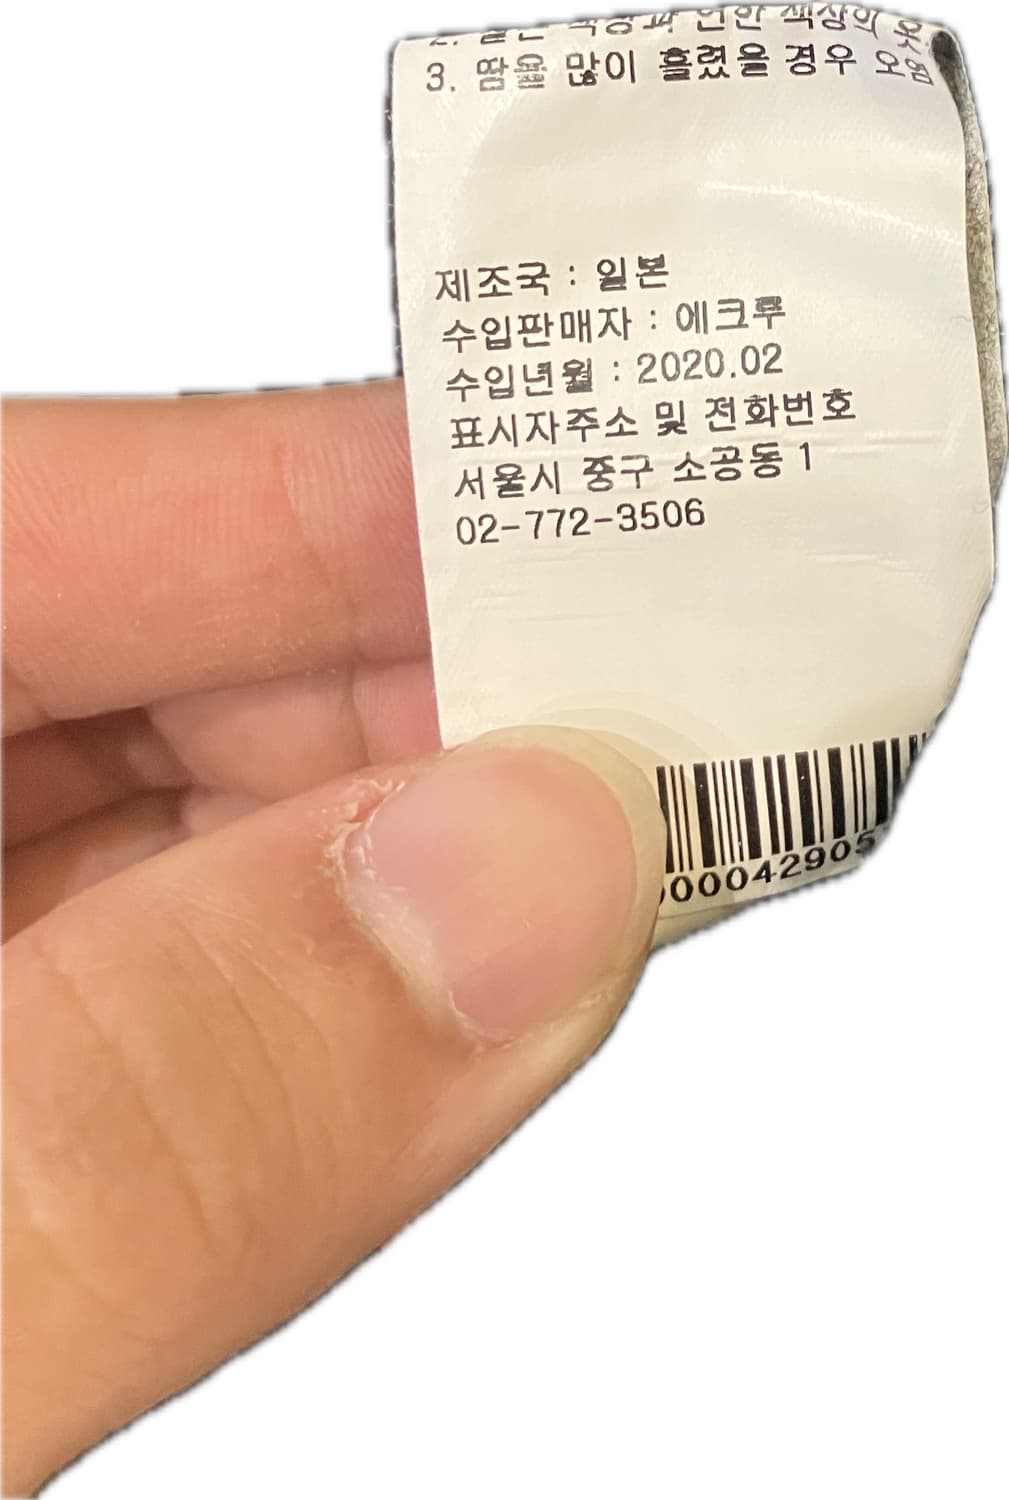 3. 땀을 많이 흘렸을 경우 오염
제조국 : 일본
수입판매자 : 에크루
수입년월 : 2020.02
표시자주소 및 전화번호
서울시 중구 소공동 1
02-772-3506
00042905